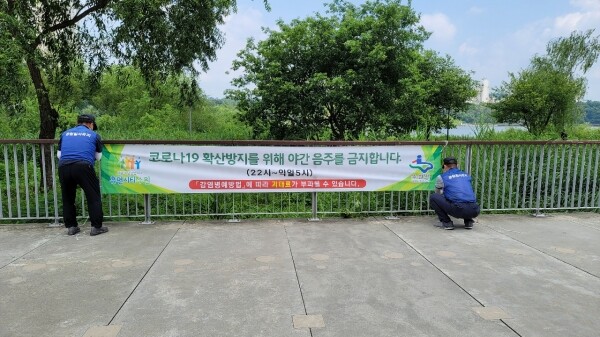 코로나19 확산방지를 위해 야간 음주를 금지합니다.
(22시~익일5시)
「감염병예방법」에 따라 과태료가 부과될 수 있습니다.